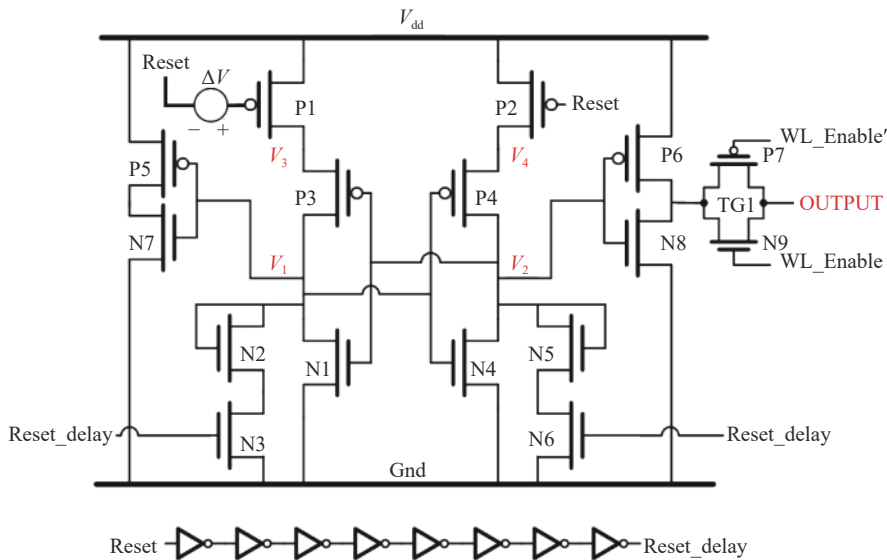 Vdd
Reset
ΔV
− +
P1
P2
Reset
P5
V3
V4
P6
P7
WL_Enable′
P3
P4
TG1
OUTPUT
N7
V1
V2
N8
N9
WL_Enable
N2
N1
N4
N5
Reset_delay
N3
N6
Reset_delay
Gnd
Reset
Reset_delay